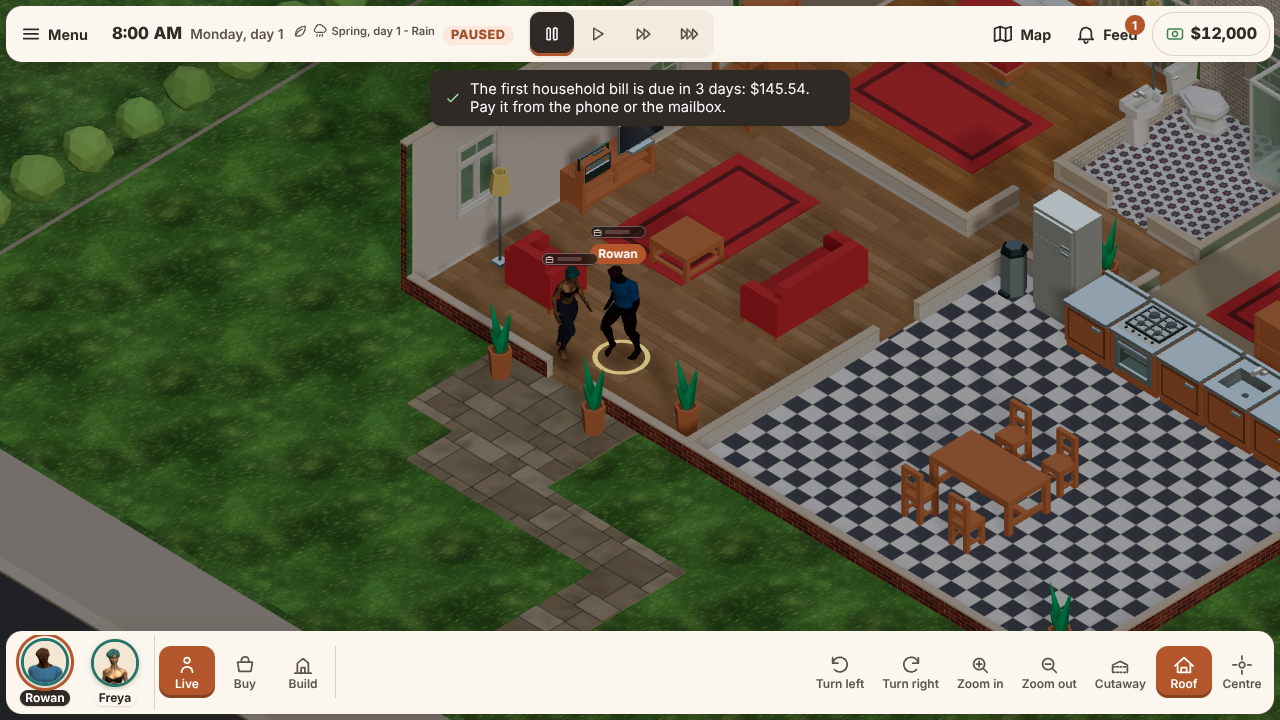 Menu
8:00 AM Monday, day 1
Spring, day 1 - Rain
PAUSED
Map
Feed
1
$12,000
The first household bill is due in 3 days: $145.54.
Pay it from the phone or the mailbox.
Rowan
Rowan
Freya
Live
Buy
Build
Turn left
Turn right
Zoom in
Zoom out
Cutaway
Roof
Centre